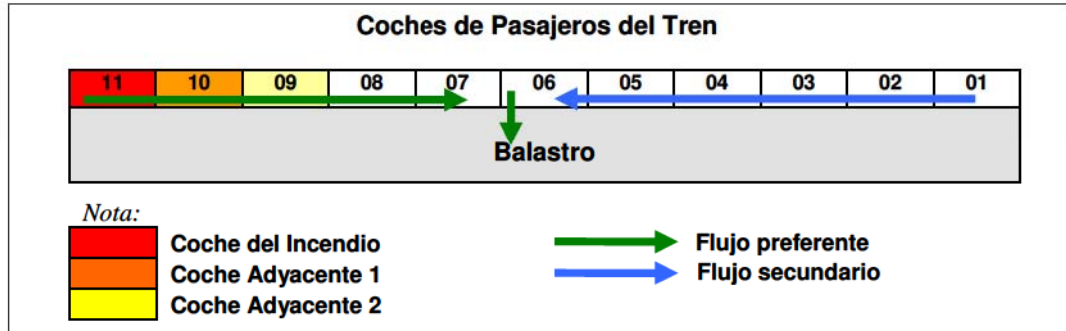 Coches de Pasajeros del Tren
11 10 09 08 07 06 05 04 03 02 01
Balastro
Nota:
Coche del Incendio
Coche Adyacente 1
Coche Adyacente 2
Flujo preferente
Flujo secundario